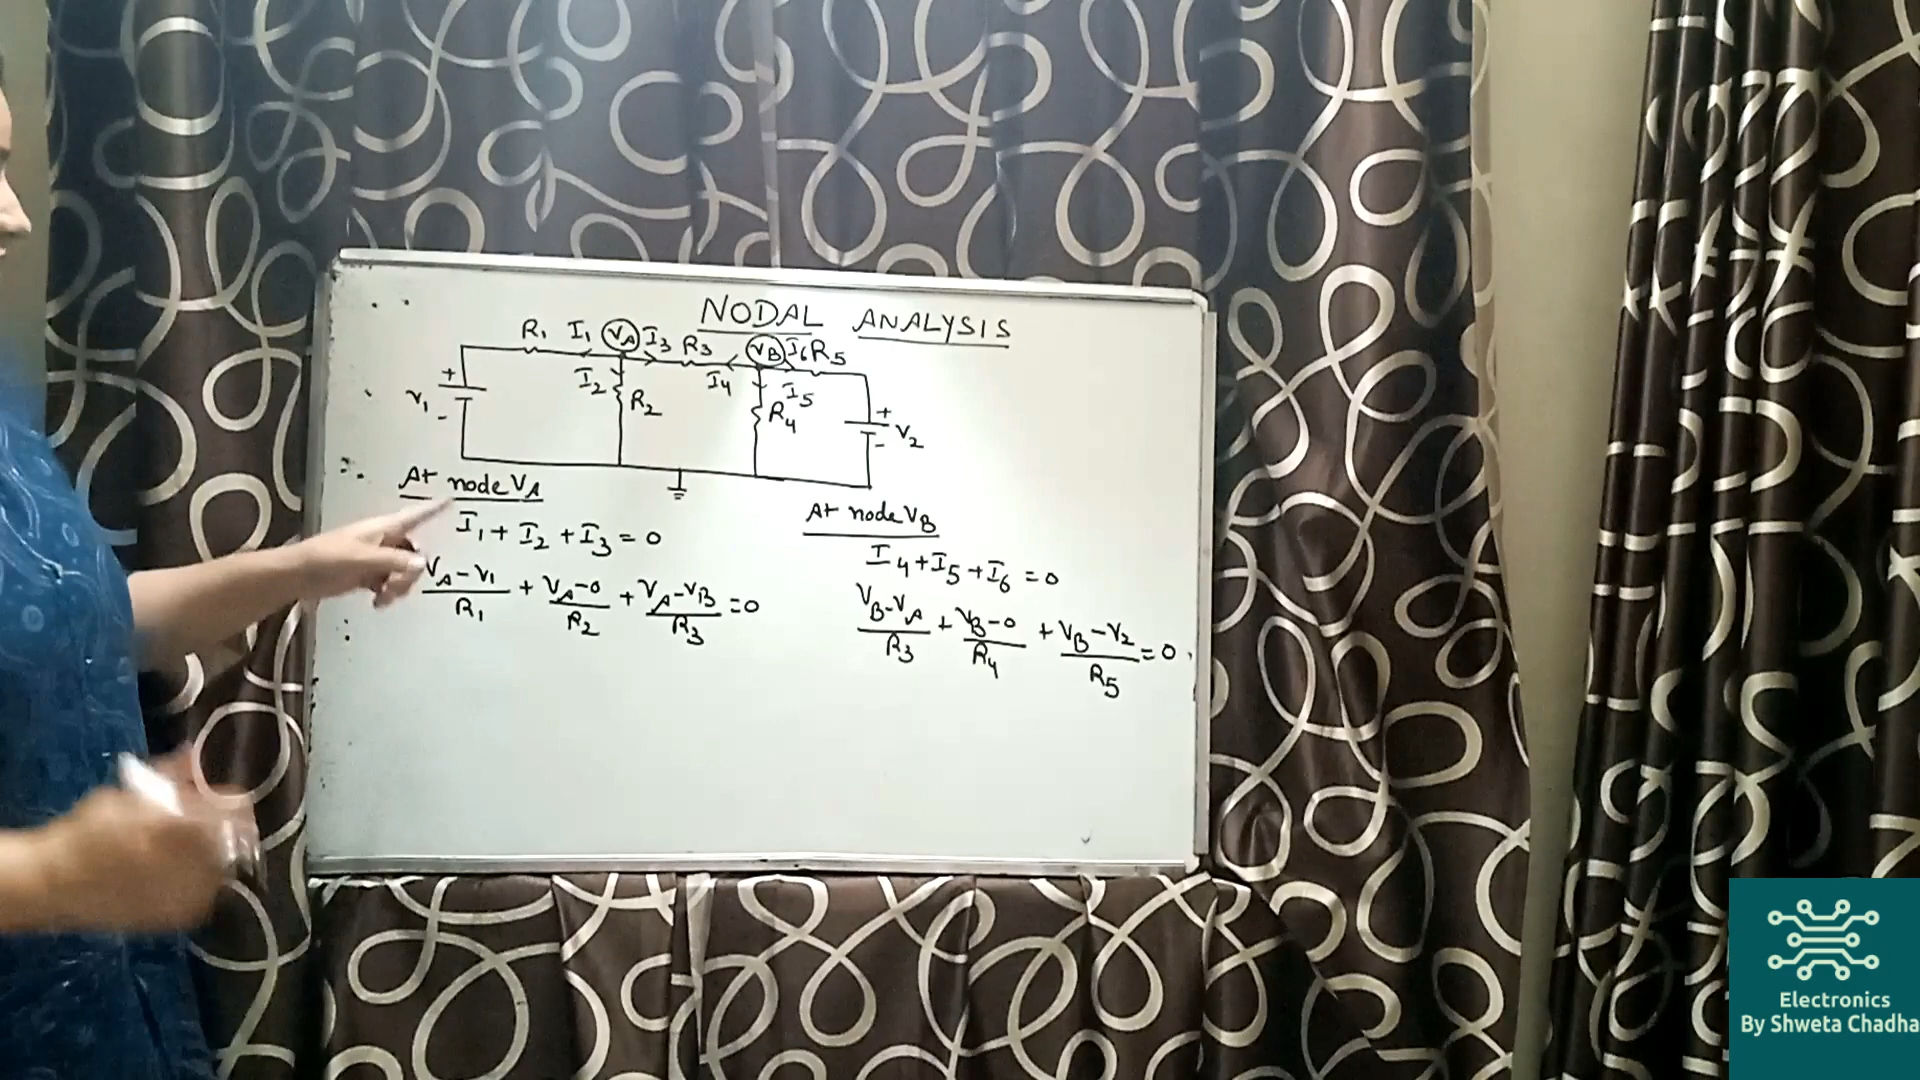 NODAL ANALYSIS
R1 I1 VA I3 R3 VB I6 R5
I2 R2 I4 I5 R4
+ V1 -
+ V2 -
At node VA
I1 + I2 + I3 = 0
VA-V1/R1 + VA-0/R2 + VA-VB/R3 = 0
At node VB
I4 + I5 + I6 = 0
VB-VA/R3 + VB-0/R4 + VB-V2/R5 = 0
Electronics
By Shweta Chadha